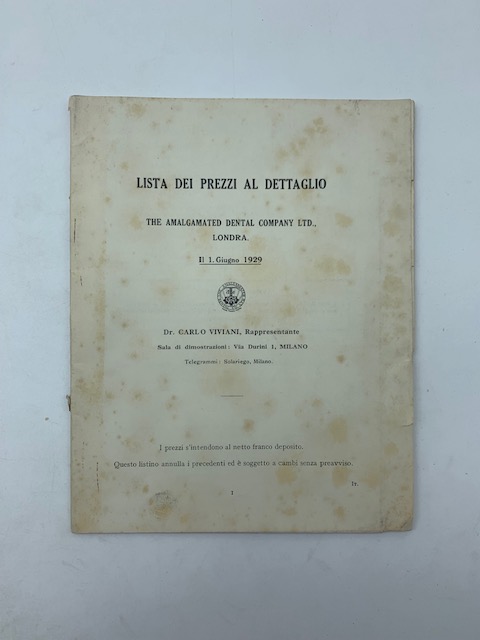 LISTA DEI PREZZI AL DETTAGLIO
THE AMALGAMATED DENTAL COMPANY LTD.,
LONDRA
Il 1. Giugno 1929
Dr. CARLO VIVIANI, Rappresentante
Sala di dimostrazioni: Via Durini 1, MILANO
Telegrammi: Solariega, Milano.
I prezzi s'intendono al netto franco deposito.
Questo listino annulla i precedenti ed è soggetto a cambi senza preavviso.
It.
1